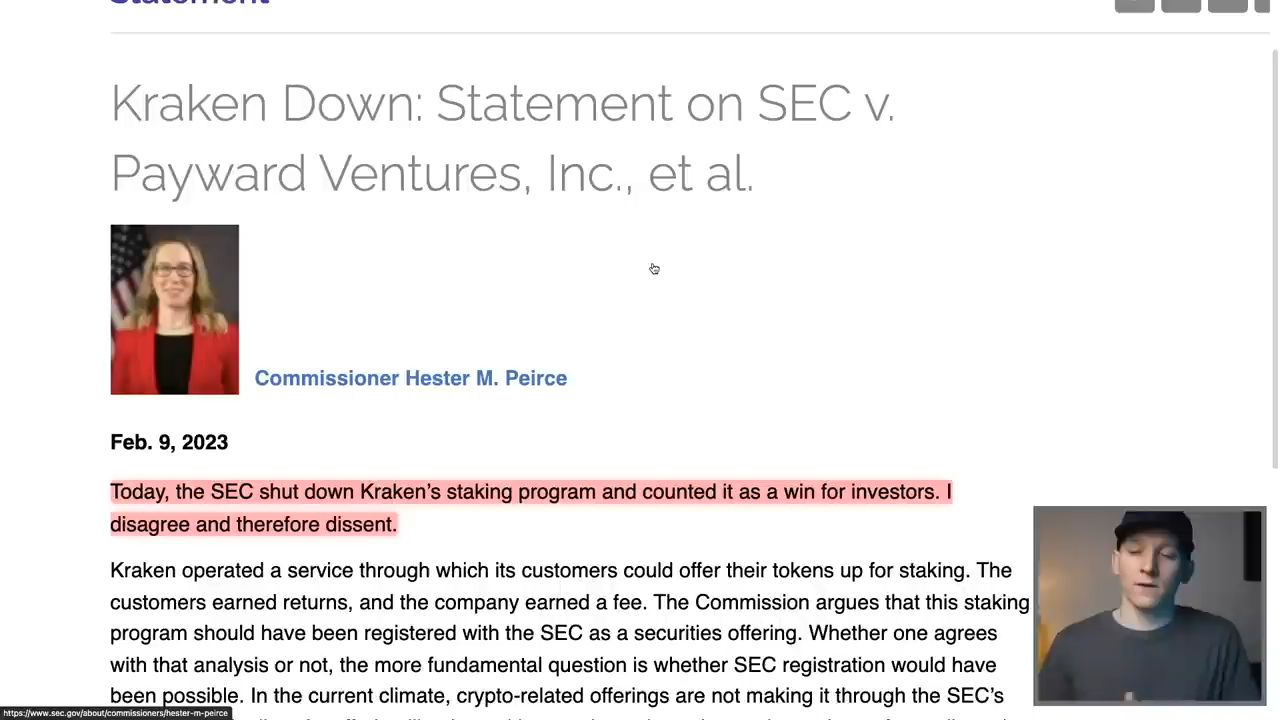 Kraken Down: Statement on SEC v.
Payward Ventures, Inc., et al.
Commissioner Hester M. Peirce
Feb. 9, 2023
Today, the SEC shut down Kraken’s staking program and counted it as a win for investors. I
disagree and therefore dissent.
Kraken operated a service through which its customers could offer their tokens up for staking. The
customers earned returns, and the company earned a fee. The Commission argues that this staking
program should have been registered with the SEC as a securities offering. Whether one agrees
with that analysis or not, the more fundamental question is whether SEC registration would have
been possible. In the current climate, crypto-related offerings are not making it through the SEC’s
https://www.sec.gov/about/commissioners/hester-m-peirce